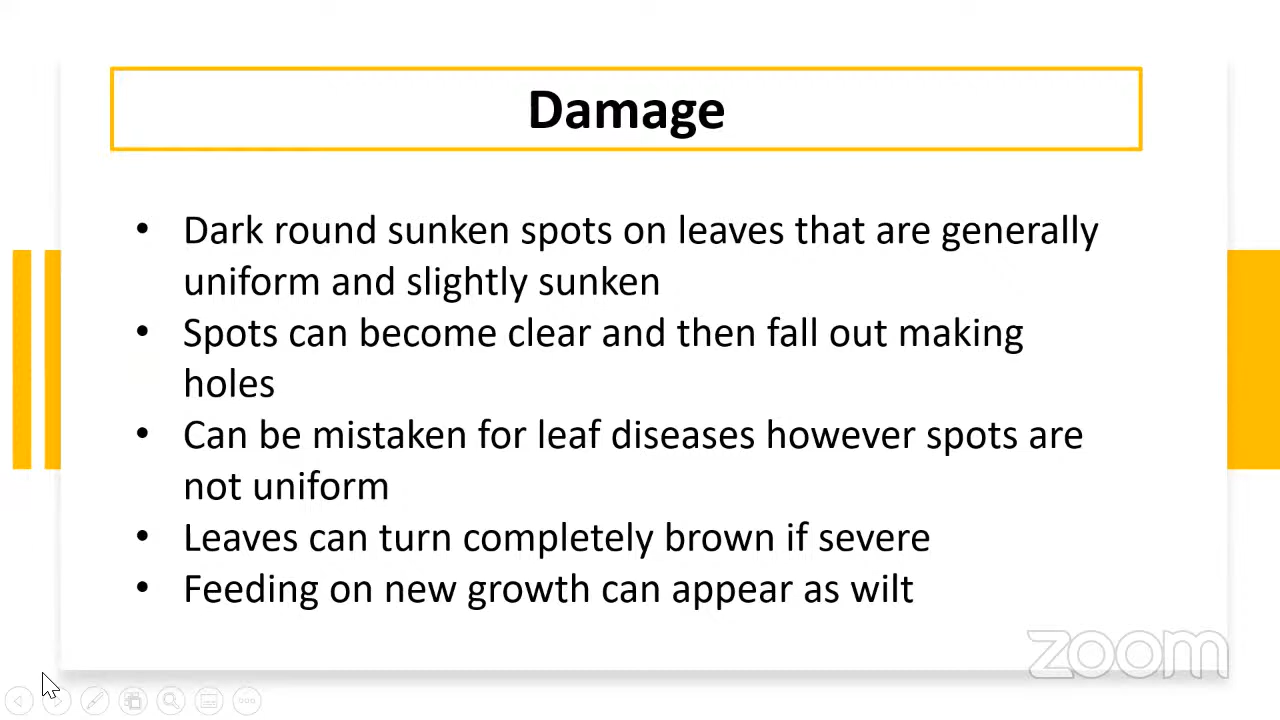 Damage
• Dark round sunken spots on leaves that are generally
uniform and slightly sunken
• Spots can become clear and then fall out making
holes
• Can be mistaken for leaf diseases however spots are
not uniform
• Leaves can turn completely brown if severe
• Feeding on new growth can appear as wilt
zoom